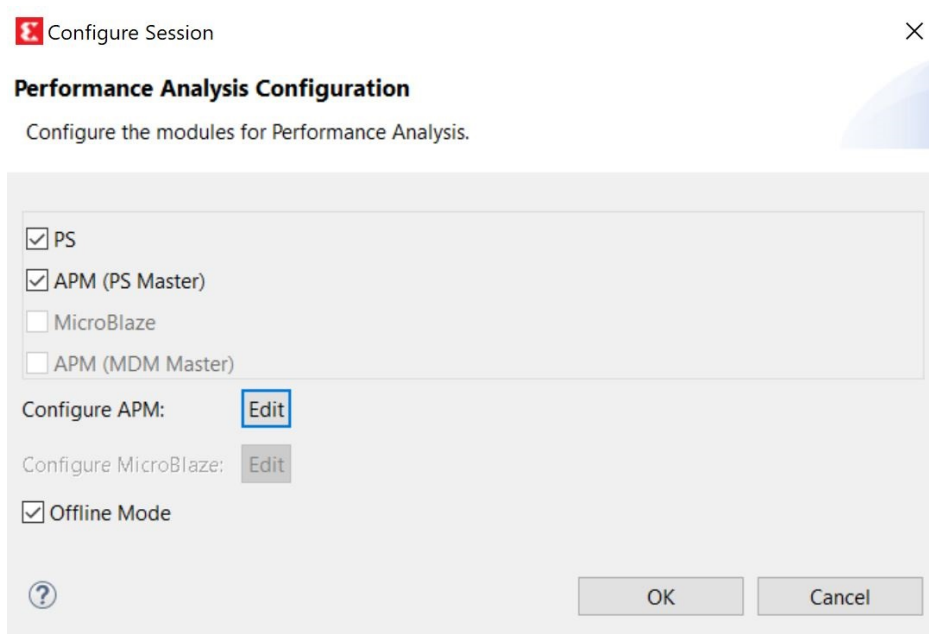 Configure Session
Performance Analysis Configuration
Configure the modules for Performance Analysis.
PS
APM (PS Master)
MicroBlaze
APM (MDM Master)
Configure APM: Edit
Configure MicroBlaze: Edit
Offline Mode
?
OK Cancel